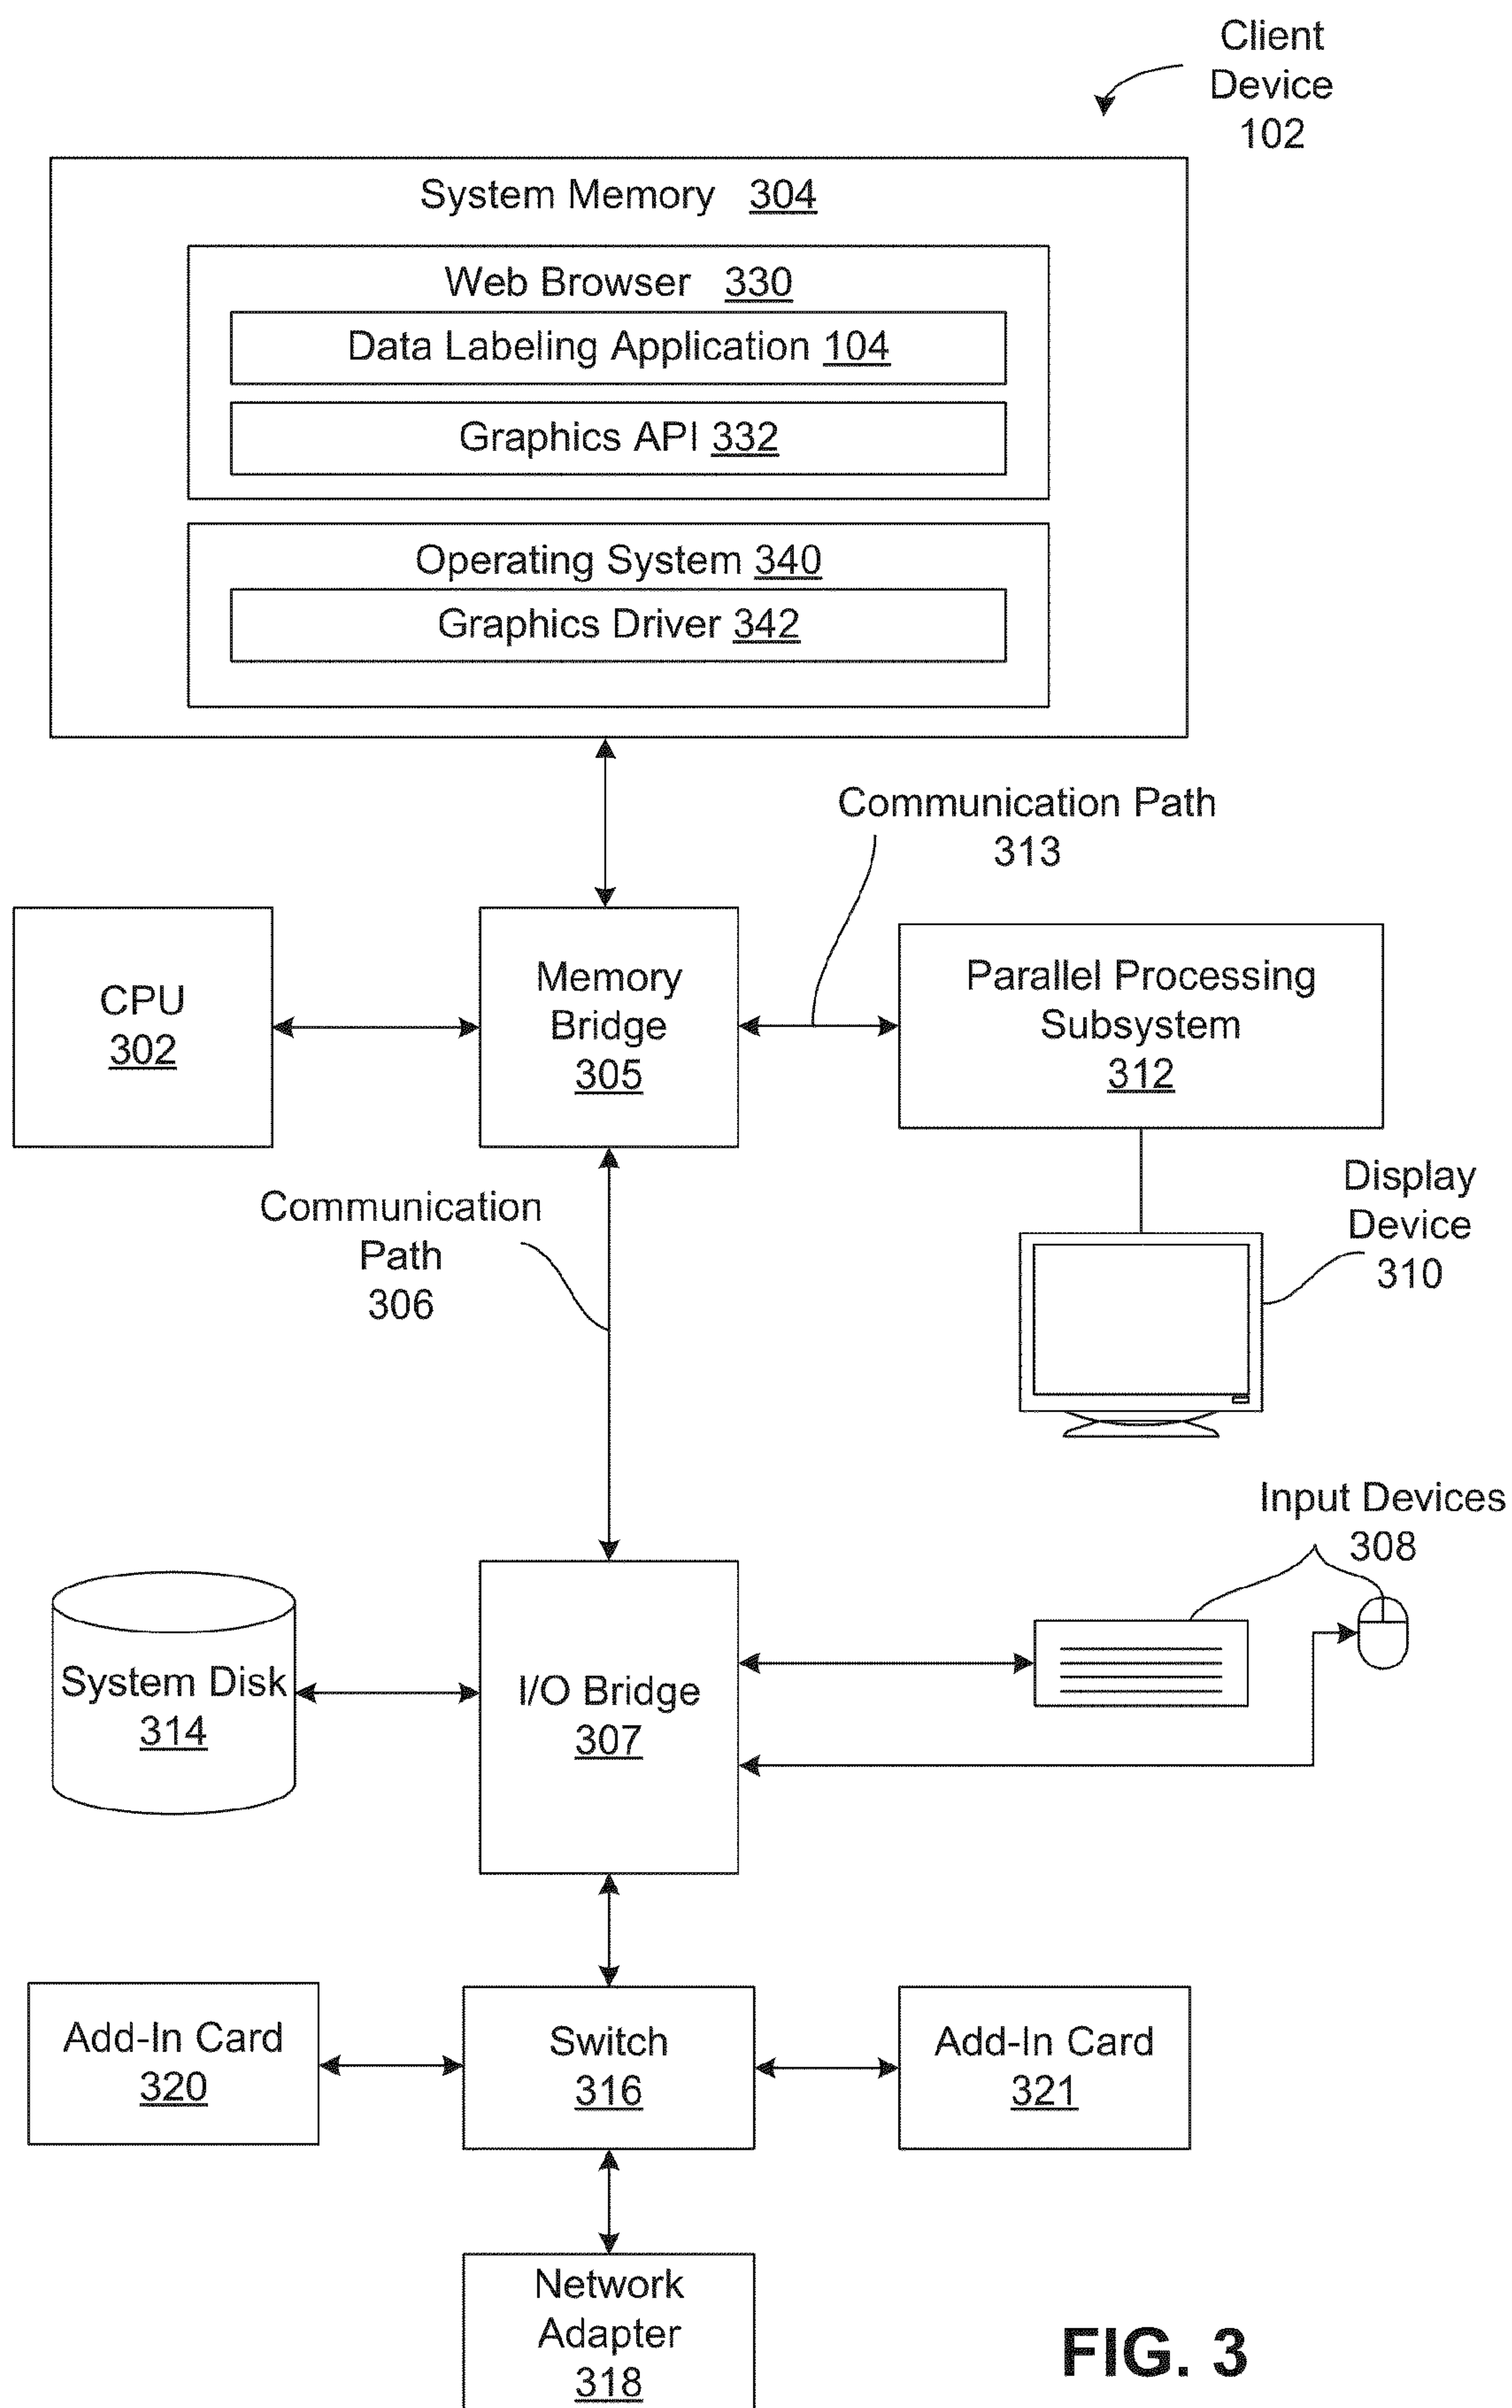 Client
Device
102
System Memory 304
Web Browser 330
Data Labeling Application 104
Graphics API 332
Operating System 340
Graphics Driver 342
Communication Path
313
CPU
302
Memory
Bridge
305
Parallel Processing
Subsystem
312
Communication
Path
306
Display
Device
310
Input Devices
308
System Disk
314
I/O Bridge
307
Add-In Card
320
Switch
316
Add-In Card
321
Network
Adapter
318
FIG. 3